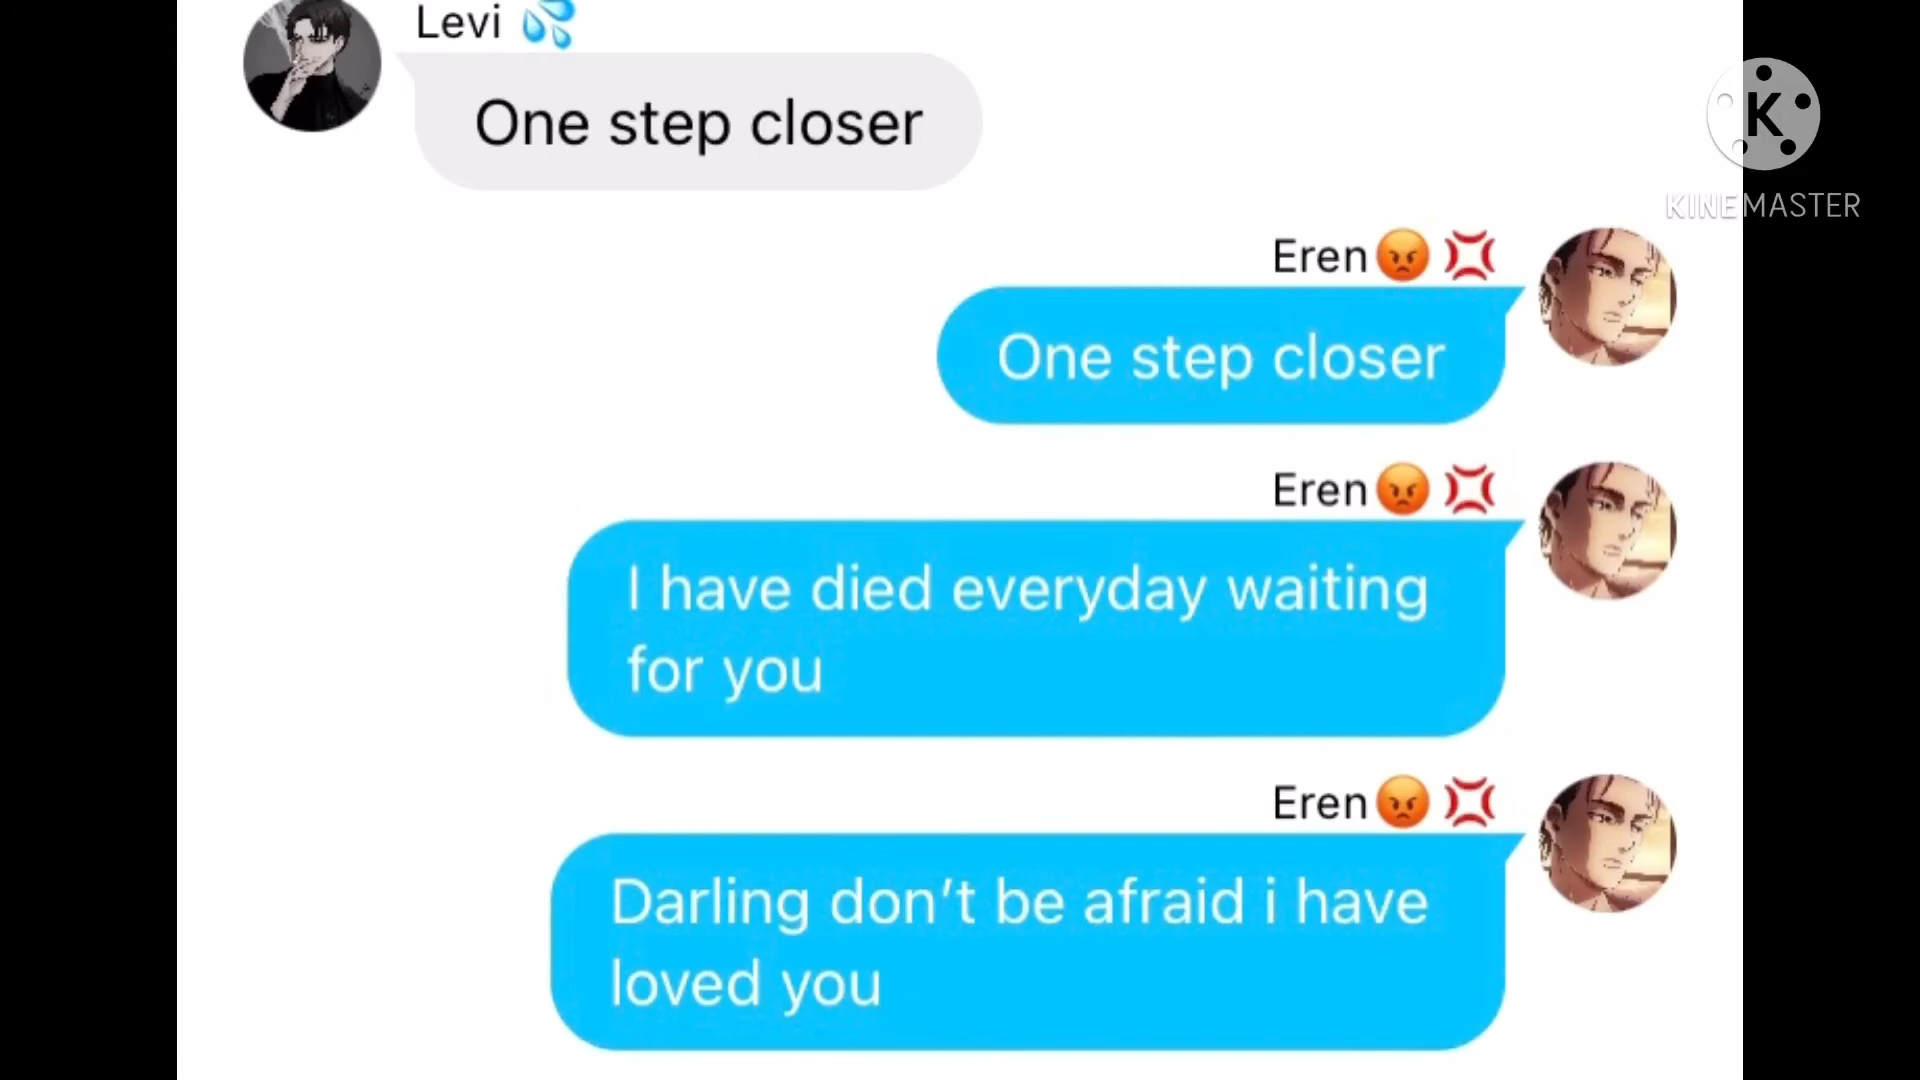 Levi 💦
One step closer
K
KINEMASTER
Eren😡 💢
One step closer
Eren😡 💢
I have died everyday waiting
for you
Eren😡 💢
Darling don’t be afraid i have
loved you